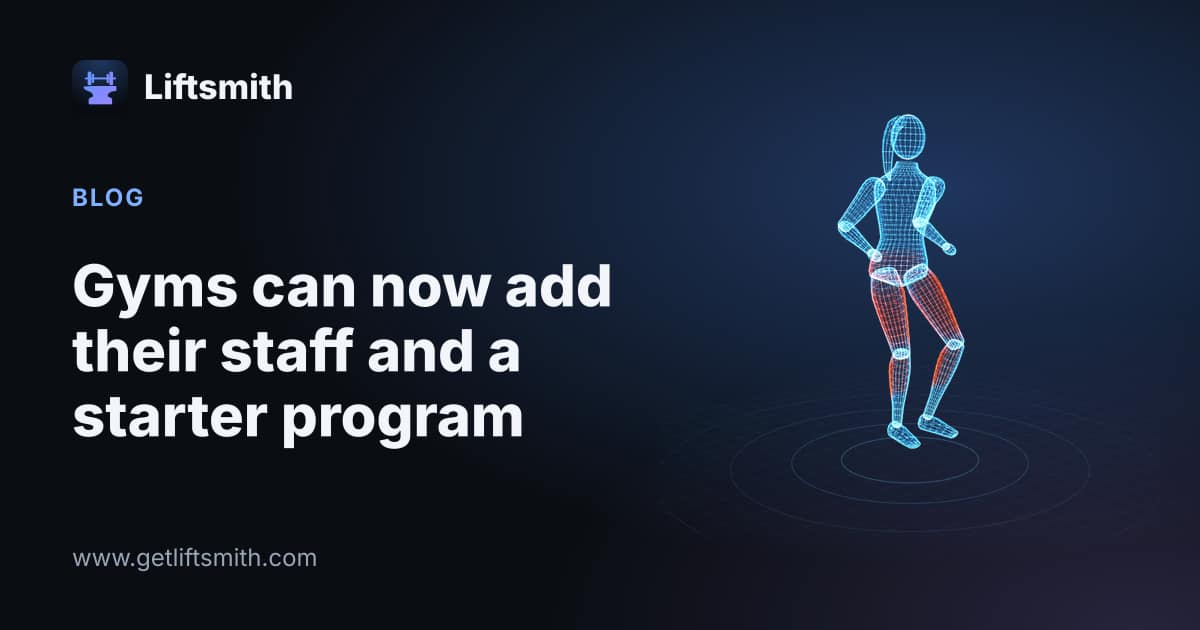 Liftsmith
BLOG
Gyms can now add
their staff and a
starter program
www.getliftsmith.com